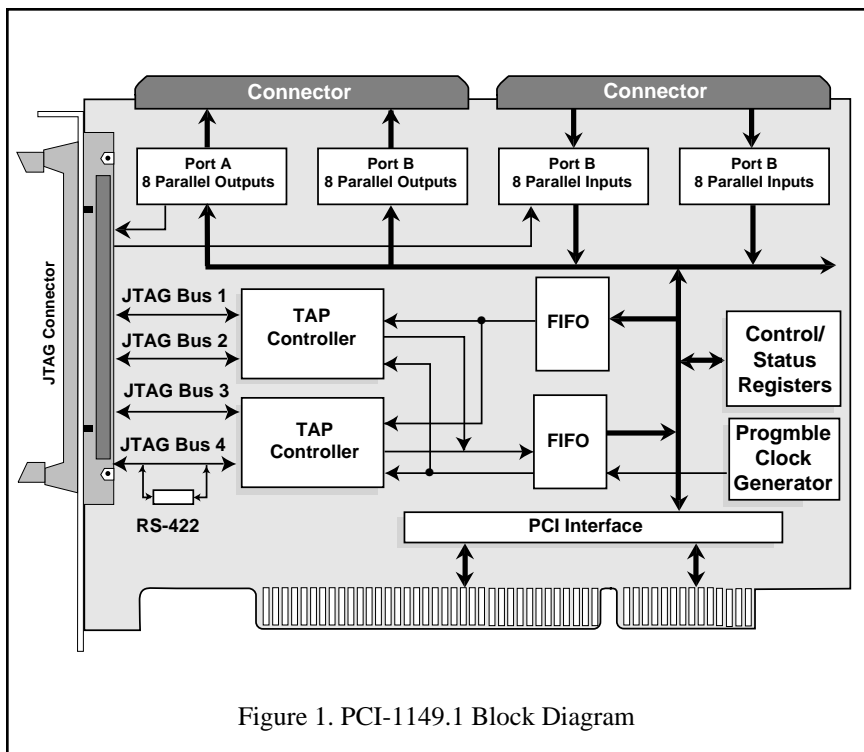 Connector
Connector
Port A
8 Parallel Outputs
Port B
8 Parallel Outputs
Port B
8 Parallel Inputs
Port B
8 Parallel Inputs
JTAG Connector
JTAG Bus 1
JTAG Bus 2
JTAG Bus 3
JTAG Bus 4
RS-422
TAP
Controller
TAP
Controller
FIFO
FIFO
Control/
Status
Registers
Progmble
Clock
Generator
PCI Interface
Figure 1. PCI-1149.1 Block Diagram